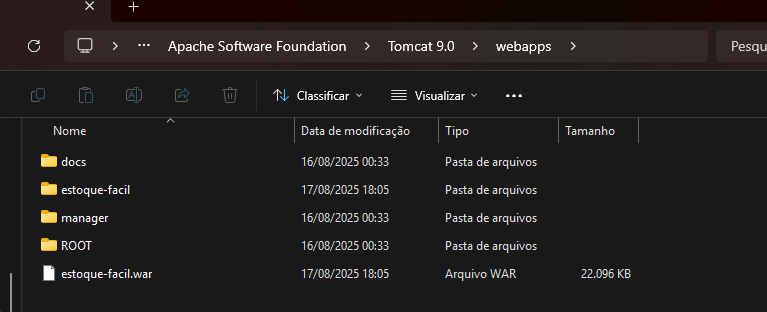 Apache Software Foundation > Tomcat 9.0 > webapps > Pesqu
Classificar Visualizar
Nome Data de modificação Tipo Tamanho
docs 16/08/2025 00:33 Pasta de arquivos
estoque-facil 17/08/2025 18:05 Pasta de arquivos
manager 16/08/2025 00:33 Pasta de arquivos
ROOT 16/08/2025 00:33 Pasta de arquivos
estoque-facil.war 17/08/2025 18:05 Arquivo WAR 22.096 KB